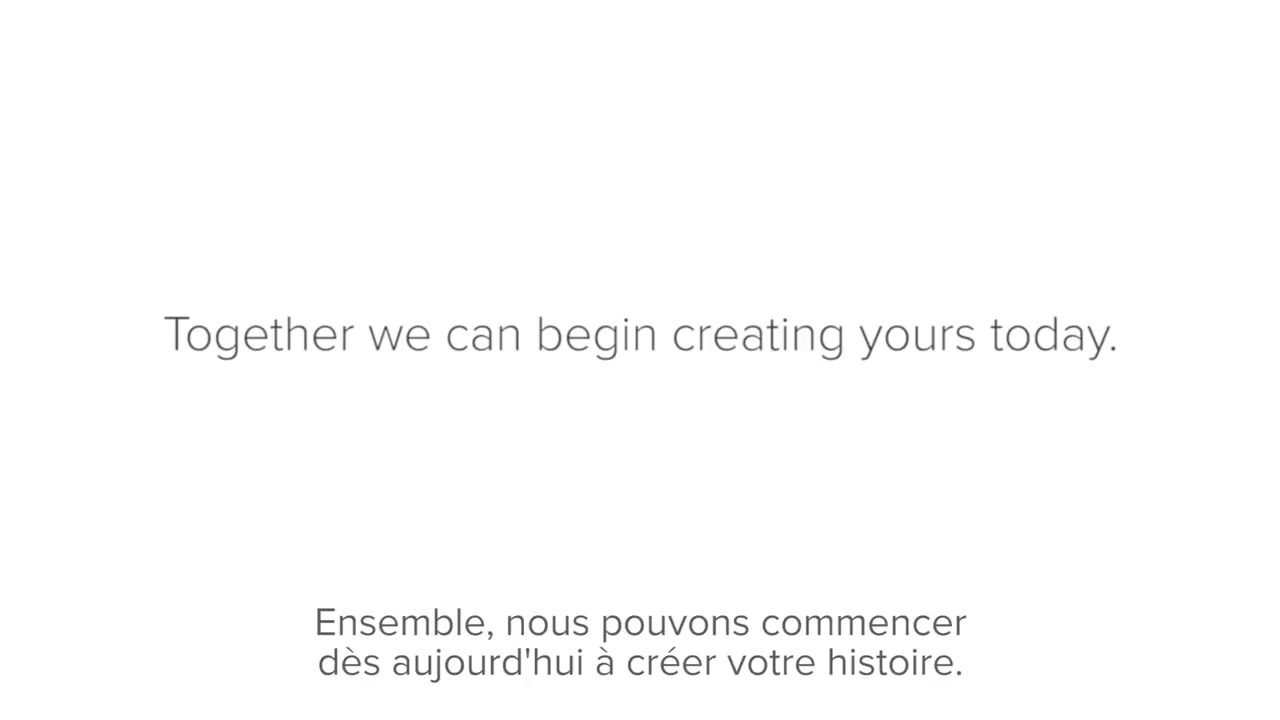 Together we can begin creating yours today.
Ensemble, nous pouvons commencer
dès aujourd'hui à créer votre histoire.